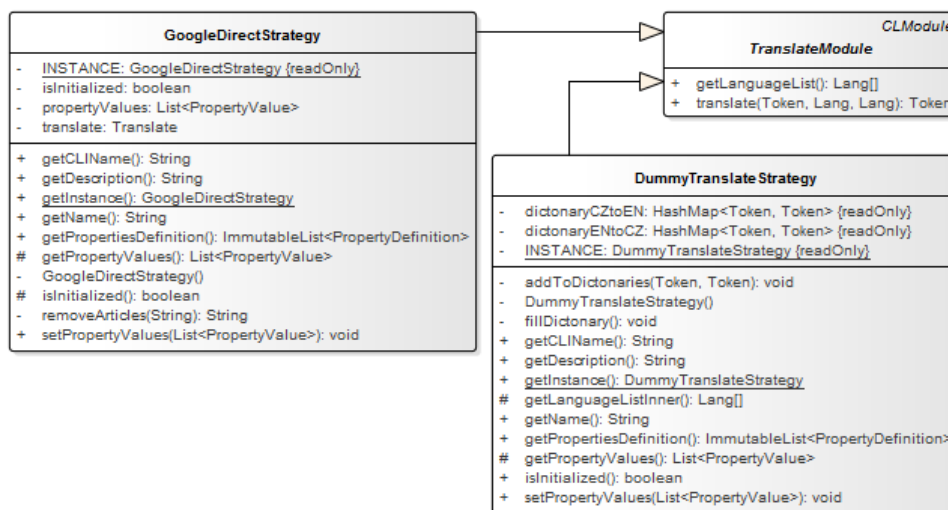 GoogleDirectStrategy
- INSTANCE: GoogleDirectStrategy {readOnly}
- isInitialized: boolean
- propertyValues: List<PropertyValue>
- translate: Translate
+ getCLIName(): String
+ getDescription(): String
+ getInstance(): GoogleDirectStrategy
+ getName(): String
+ getPropertiesDefinition(): ImmutableList<PropertyDefinition>
# getPropertyValues(): List<PropertyValue>
- GoogleDirectStrategy()
# isInitialized(): boolean
- removeArticles(String): String
+ setPropertyValues(List<PropertyValue>): void
CLModule
TranslateModule
+ getLanguageList(): Lang[]
+ translate(Token, Lang, Lang): Token
DummyTranslateStrategy
- dictonaryCZtoEN: HashMap<Token, Token> {readOnly}
- dictonaryENtoCZ: HashMap<Token, Token> {readOnly}
- INSTANCE: DummyTranslateStrategy {readOnly}
- addToDictonaries(Token, Token): void
- DummyTranslateStrategy()
- fillDictonary(): void
+ getCLIName(): String
+ getDescription(): String
+ getInstance(): DummyTranslateStrategy
# getLanguageListInner(): Lang[]
+ getName(): String
+ getPropertiesDefinition(): ImmutableList<PropertyDefinition>
# getPropertyValues(): List<PropertyValue>
+ isInitialized(): boolean
+ setPropertyValues(List<PropertyValue>): void